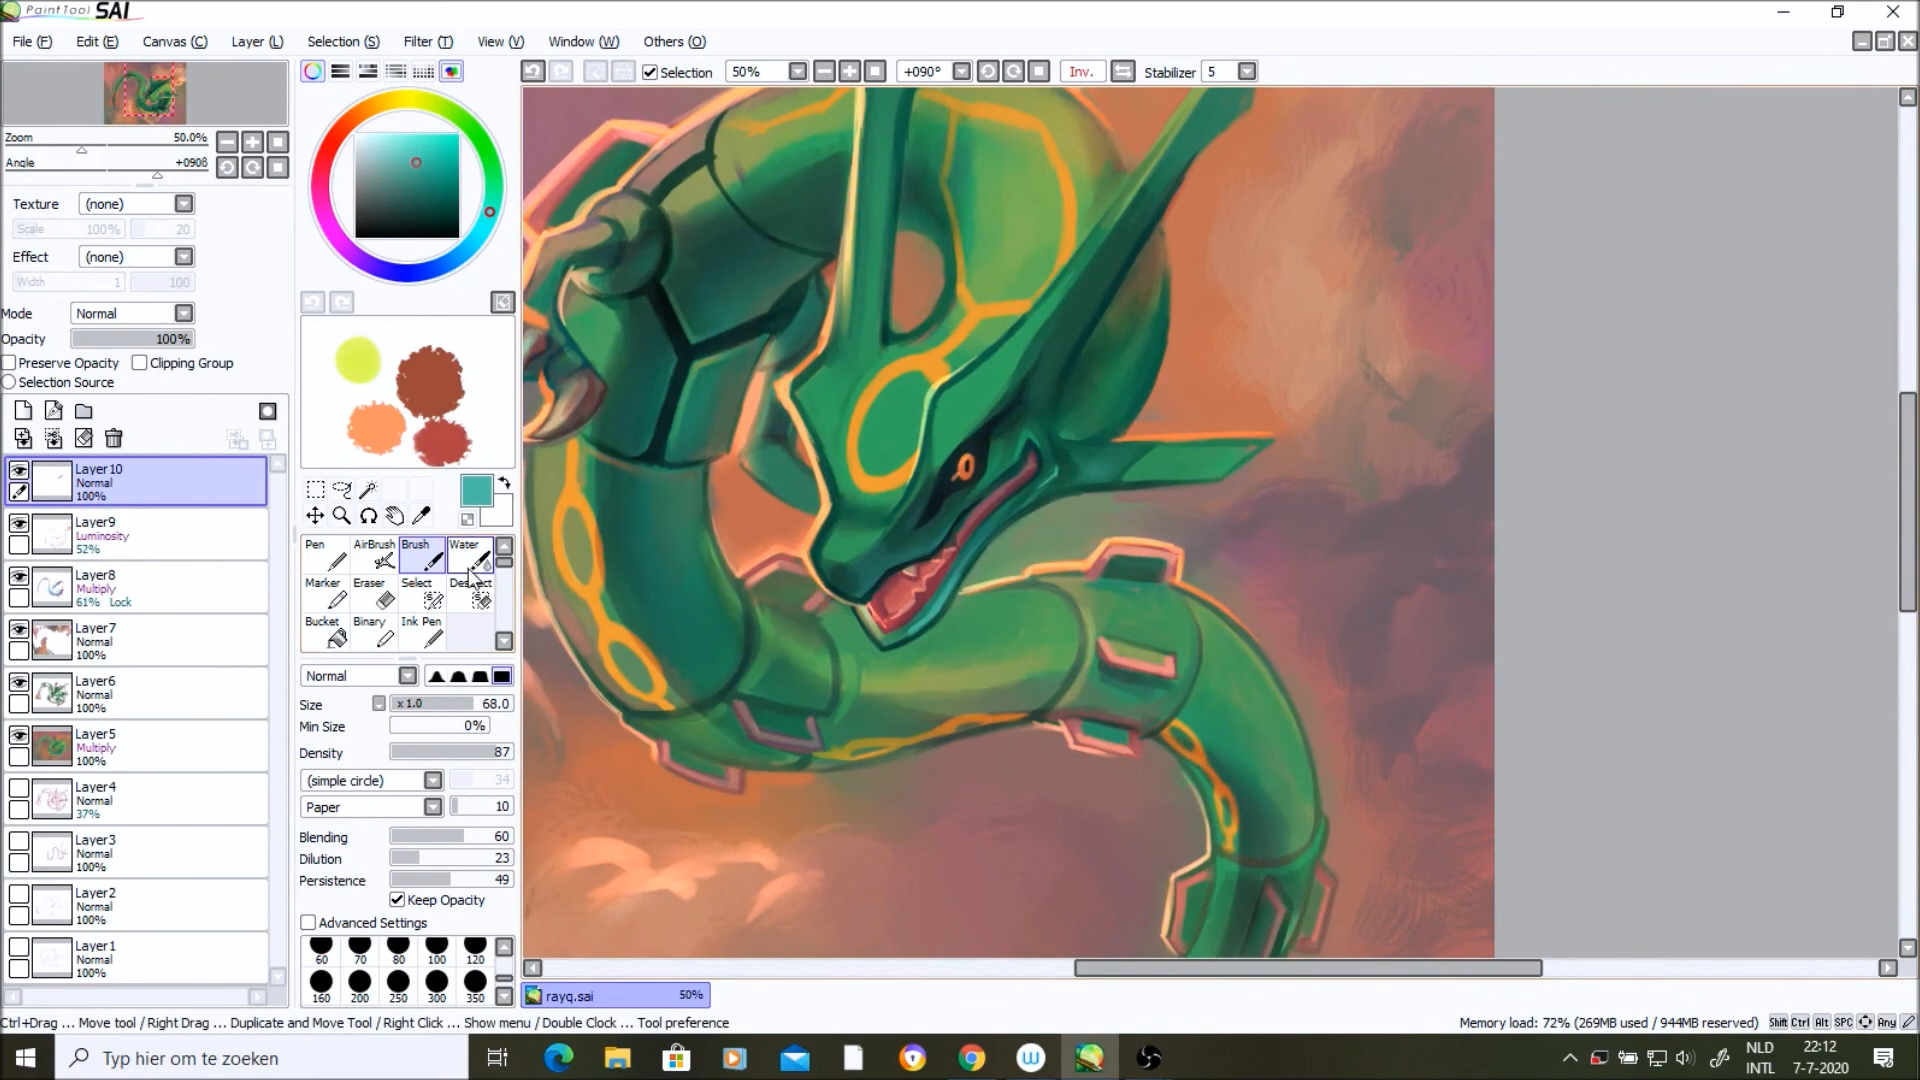 PaintTool SAI
File (F) Edit (E) Canvas (C) Layer (L) Selection (S) Filter (T) View (V) Window (W) Others (O)
Selection 50% +090° Inv. Stabilizer 5
Zoom 50.0%
Angle +090ß
Texture (none)
Scale 100% 20
Effect (none)
Width 1 100
Mode Normal
Opacity 100%
Preserve Opacity Clipping Group
Selection Source
Layer10
Normal
100%
Layer9
Luminosity
52%
Layer8
Multiply
61% Lock
Layer7
Normal
100%
Layer6
Normal
100%
Layer5
Multiply
100%
Layer4
Normal
37%
Layer3
Normal
100%
Layer2
Normal
100%
Layer1
Normal
100%
Pen AirBrush Brush Water
Marker Eraser Select
Bucket Binary Ink Pen
Normal
Size x 1.0 68.0
Min Size 0%
Density 87
(simple circle) 34
Paper 10
Blending 60
Dilution 23
Persistence 49
Keep Opacity
Advanced Settings
60 70 80 100 120
160 200 250 300 350
rayq.sai 50%
Ctrl+Drag ... Move tool / Right Drag ... Duplicate and Move Tool / Right Click ... Show menu / Double Clock ... Tool preference
Memory load: 72% (269MB used / 944MB reserved) Shift Ctrl Alt SPC Any
Typ hier om te zoeken
NLD
INTL
22:12
7-7-2020